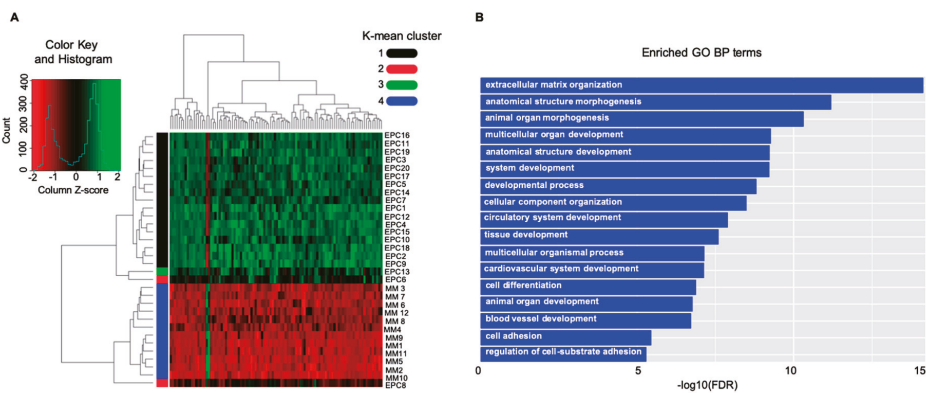 A
Color Key
and Histogram
Count
0 100 200 300 400
-2 -1 0 1 2
Column Z-score
K-mean cluster
1
2
3
4
EPC16
EPC11
EPC19
EPC3
EPC20
EPC17
EPC5
EPC14
EPC7
EPC1
EPC12
EPC4
EPC15
EPC10
EPC18
EPC2
EPC9
EPC13
EPC6
MM 3
MM 7
MM 6
MM 12
MM 8
MM4
MM9
MM1
MM11
MM5
MM2
MM10
EPC8
B
Enriched GO BP terms
extracellular matrix organization
anatomical structure morphogenesis
animal organ morphogenesis
multicellular organ development
anatomical structure development
system development
developmental process
cellular component organization
circulatory system development
tissue development
multicellular organismal process
cardiovascular system development
cell differentiation
animal organ development
blood vessel development
cell adhesion
regulation of cell-substrate adhesion
0 5 10 15
-log10(FDR)